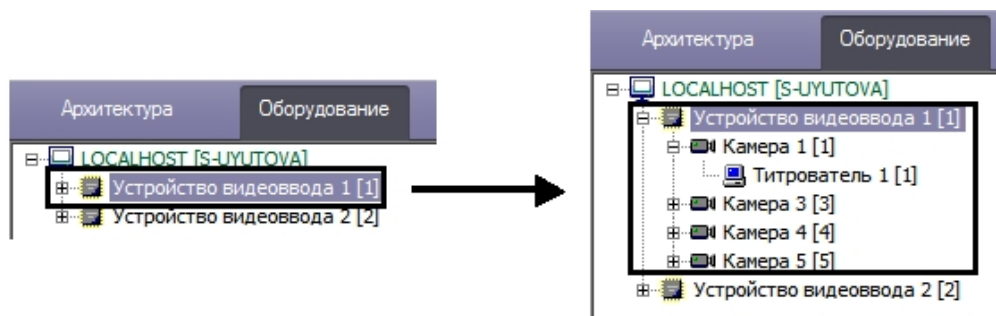 Архитектура Оборудование
LOCALHOST [S-UYUTOVA]
Устройство видеоввода 1 [1]
Устройство видеоввода 2 [2]
Архитектура Оборудование
LOCALHOST [S-UYUTOVA]
Устройство видеоввода 1 [1]
Камера 1 [1]
Титрователь 1 [1]
Камера 3 [3]
Камера 4 [4]
Камера 5 [5]
Устройство видеоввода 2 [2]